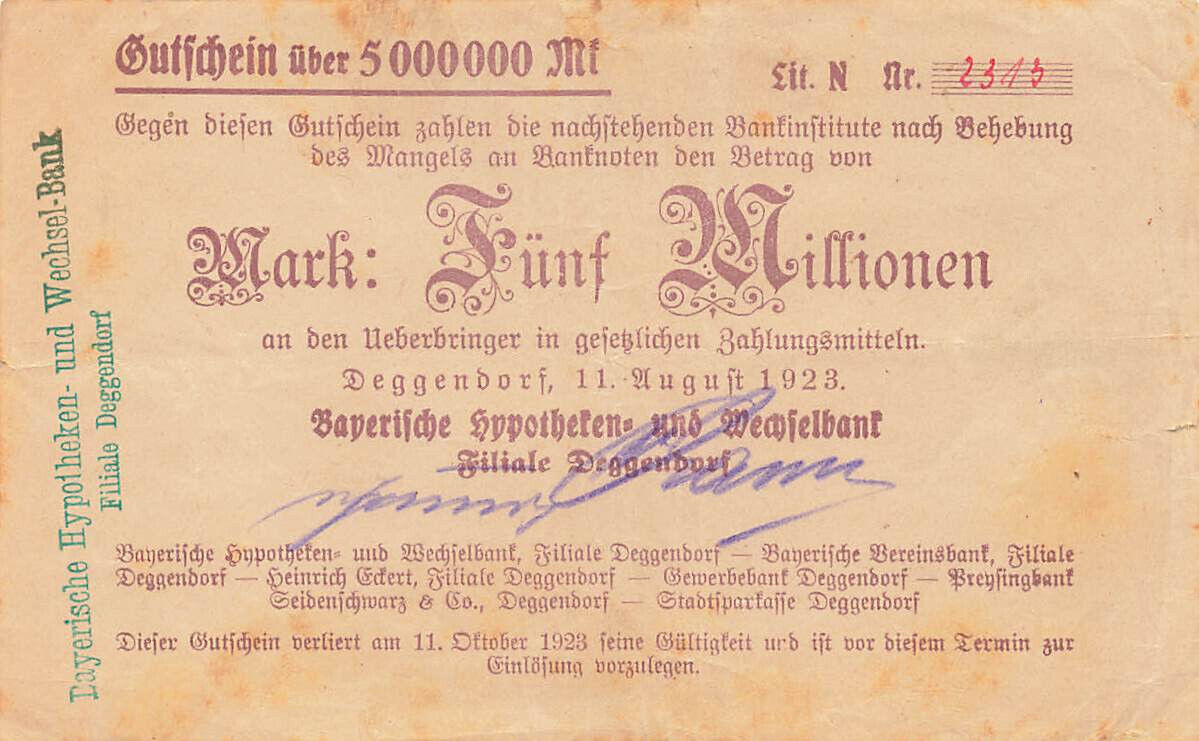 Gutschein über 5000000 Mk
Lit. N Nr. 2313
Gegen diesen Gutschein zahlen die nachstehenden Bankinstitute nach Behebung
des Mangels an Banknoten den Betrag von
Mark: Fünf Millionen
an den Ueberbringer in gesetzlichen Zahlungsmitteln.
Deggendorf, 11. August 1923.
Bayerische Hypotheken- und Wechselbank
Filiale Deggendorf
Bayerische Hypotheken- und Wechselbank, Filiale Deggendorf — Bayerische Vereinsbank, Filiale
Deggendorf — Heinrich Eckert, Filiale Deggendorf — Gewerbebank Deggendorf — Preysingbank
Seidenschwarz & Co., Deggendorf — Stadtsparkasse Deggendorf
Dieser Gutschein verliert am 11. Oktober 1923 seine Gültigkeit und ist vor diesem Termin zur
Einlösung vorzulegen.
Bayerische Hypotheken- und Wechsel-Bank
Filiale Deggendorf